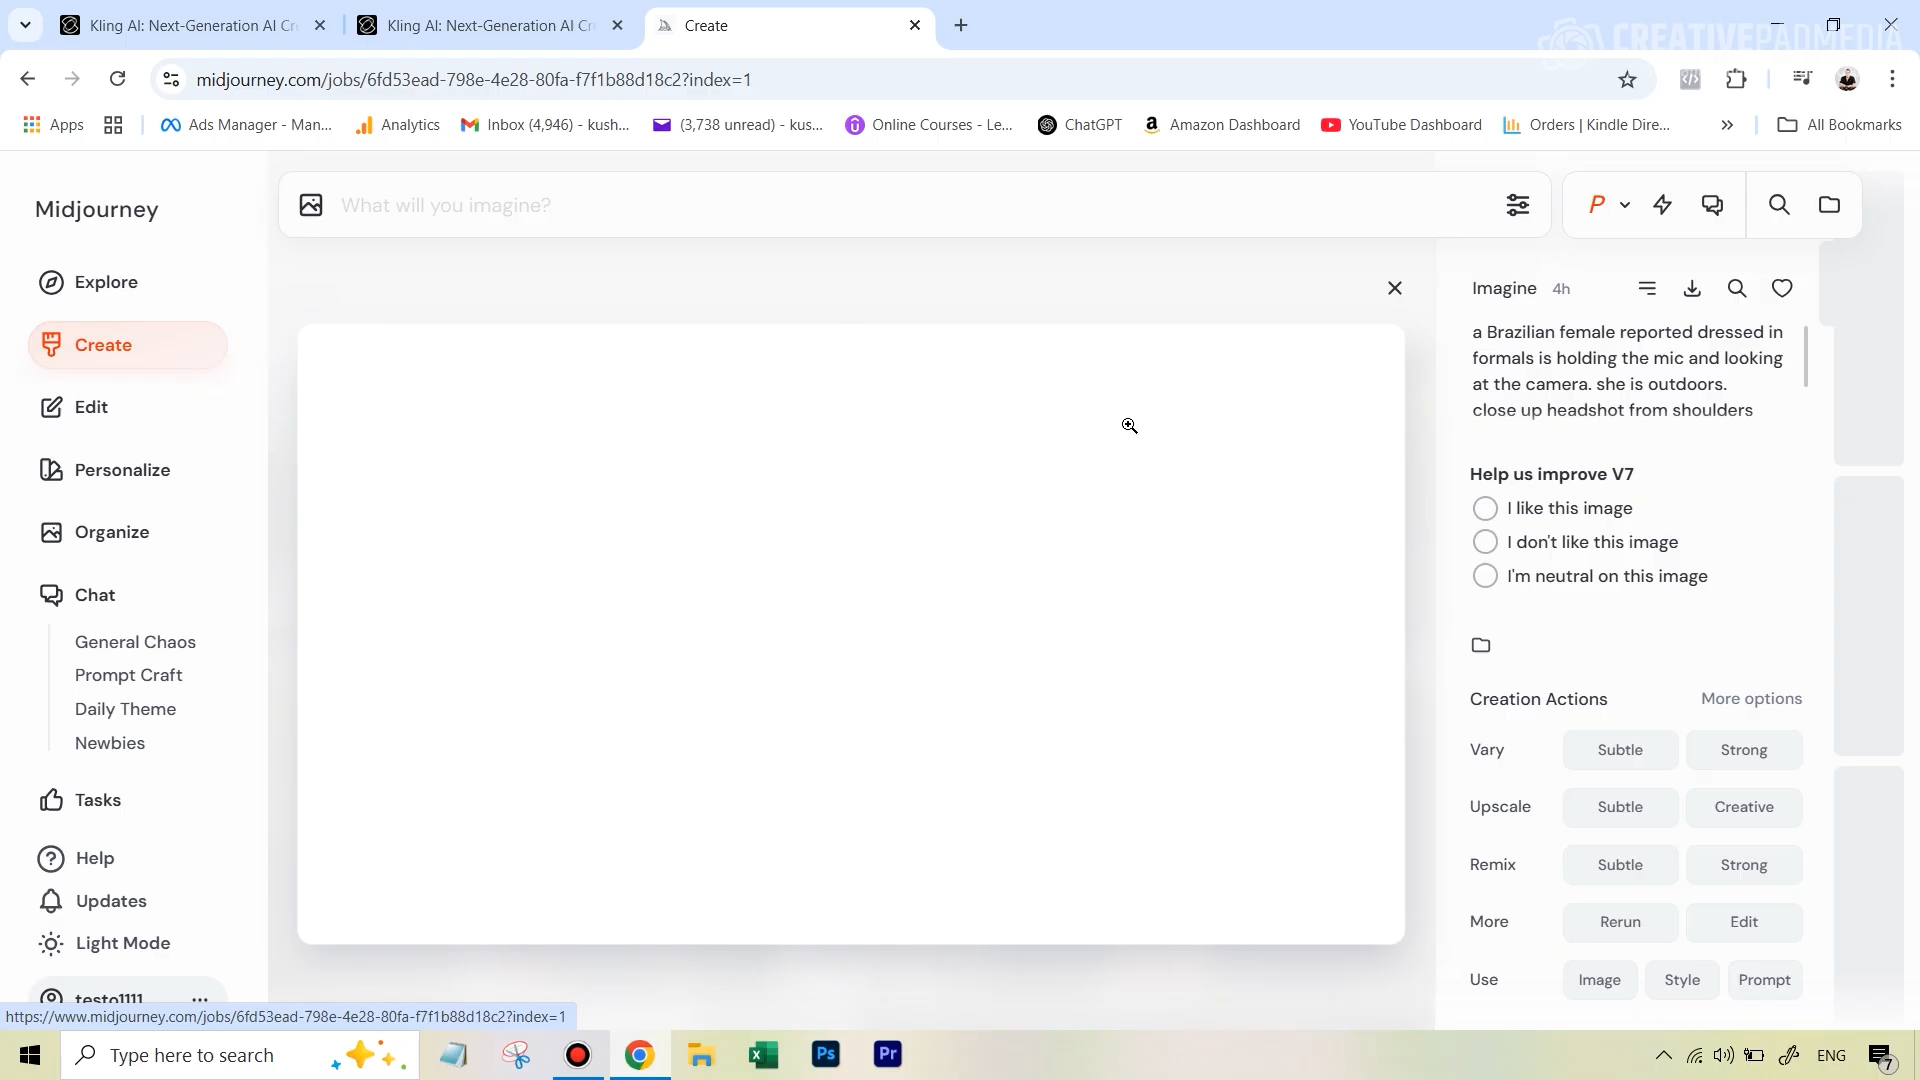 Kling AI: Next-Generation AI Cr
Kling AI: Next-Generation AI Cr
Create
CREATIVEPADMEDIA
midjourney.com/jobs/6fd53ead-798e-4e28-80fa-f7f1b88d18c2?index=1
Apps
Ads Manager - Man...
Analytics
Inbox (4,946) - kush...
(3,738 unread) - kus...
Online Courses - Le...
ChatGPT
Amazon Dashboard
YouTube Dashboard
Orders | Kindle Dire...
All Bookmarks
Midjourney
What will you imagine?
P
Explore
Create
Edit
Personalize
Organize
Chat
General Chaos
Prompt Craft
Daily Theme
Newbies
Tasks
Help
Updates
Light Mode
testo1111
Imagine 4h
a Brazilian female reported dressed in
formals is holding the mic and looking
at the camera. she is outdoors.
close up headshot from shoulders
Help us improve V7
I like this image
I don't like this image
I'm neutral on this image
Creation Actions More options
Vary Subtle Strong
Upscale Subtle Creative
Remix Subtle Strong
More Rerun Edit
Use Image Style Prompt
https://www.midjourney.com/jobs/6fd53ead-798e-4e28-80fa-f7f1b88d18c2?index=1
Type here to search
Ps
Pr
ENG
7